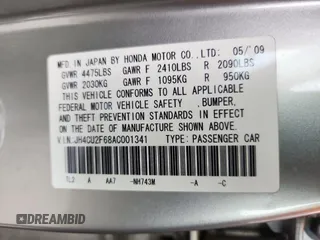 MFD. IN JAPAN BY HONDA MOTOR CO., LTD. 05/09
GVWR 4475LBS GAWR F 2410LBS R 2090LBS
GVWR 2030KG GAWR F 1095KG R 950KG
THIS VEHICLE CONFORMS TO ALL APPLICABLE
FEDERAL MOTOR VEHICLE SAFETY, BUMPER,
AND THEFT PREVENTION STANDARDS IN EFFECT
ON THE DATE OF MANUFACTURE SHOWN ABOVE.
V.I.N.:JH4CU2F68AC001341 TYPE: PASSENGER CAR
TL2 A AA7 -NH743M -A -C
DREAMBID